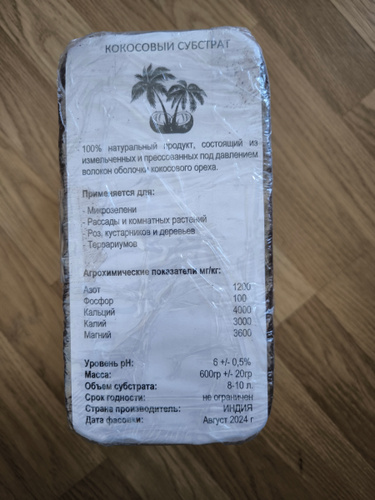 КОКОСОВЫЙ СУБСТРАТ
100% натуральный продукт, состоящий из
измельченных и прессованных под давлением
волокон оболочки кокосового ореха.
Применяется для:
- Микрозелени
- Рассады и комнатных растений
- Роз, кустарников и деревьев
- Террариумов
Агрохимические показатели мг/кг:
Азот 1200
Фосфор 100
Кальций 4000
Калий 3000
Магний 3600
Уровень pH: 6 +/- 0,5%
Масса: 600гр +/- 20гр
Объем субстрата: 8-10 л.
Срок годности: не ограничен
Страна производитель: ИНДИЯ
Дата фасовки: Август 2024 г